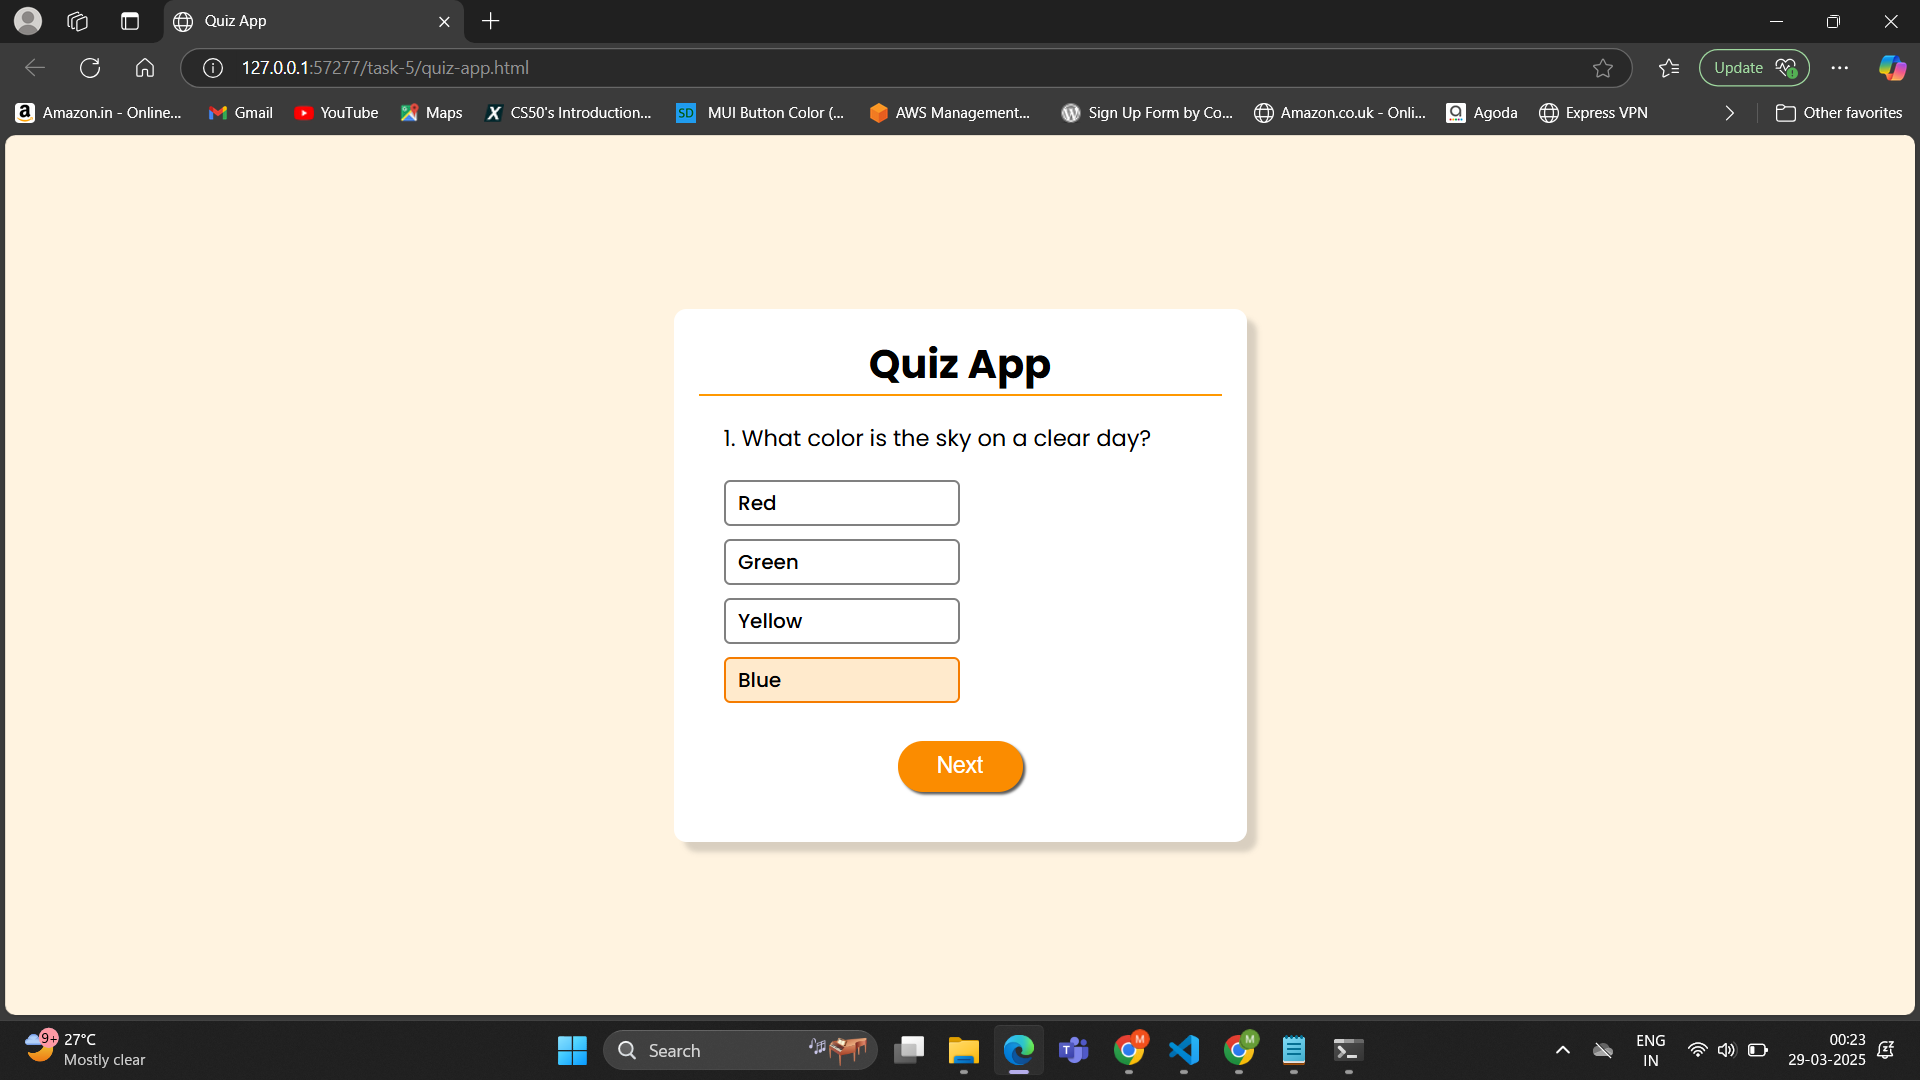 Quiz App
127.0.0.1:57277/task-5/quiz-app.html
Update
Amazon.in - Online...
Gmail
YouTube
Maps
CS50's Introduction...
SD
MUI Button Color (...
AWS Management...
Sign Up Form by Co...
Amazon.co.uk - Onli...
Agoda
Express VPN
Other favorites
Quiz App
1. What color is the sky on a clear day?
Red
Green
Yellow
Blue
Next
9+
27°C
Mostly clear
Search
M
M
ENG
IN
00:23
29-03-2025